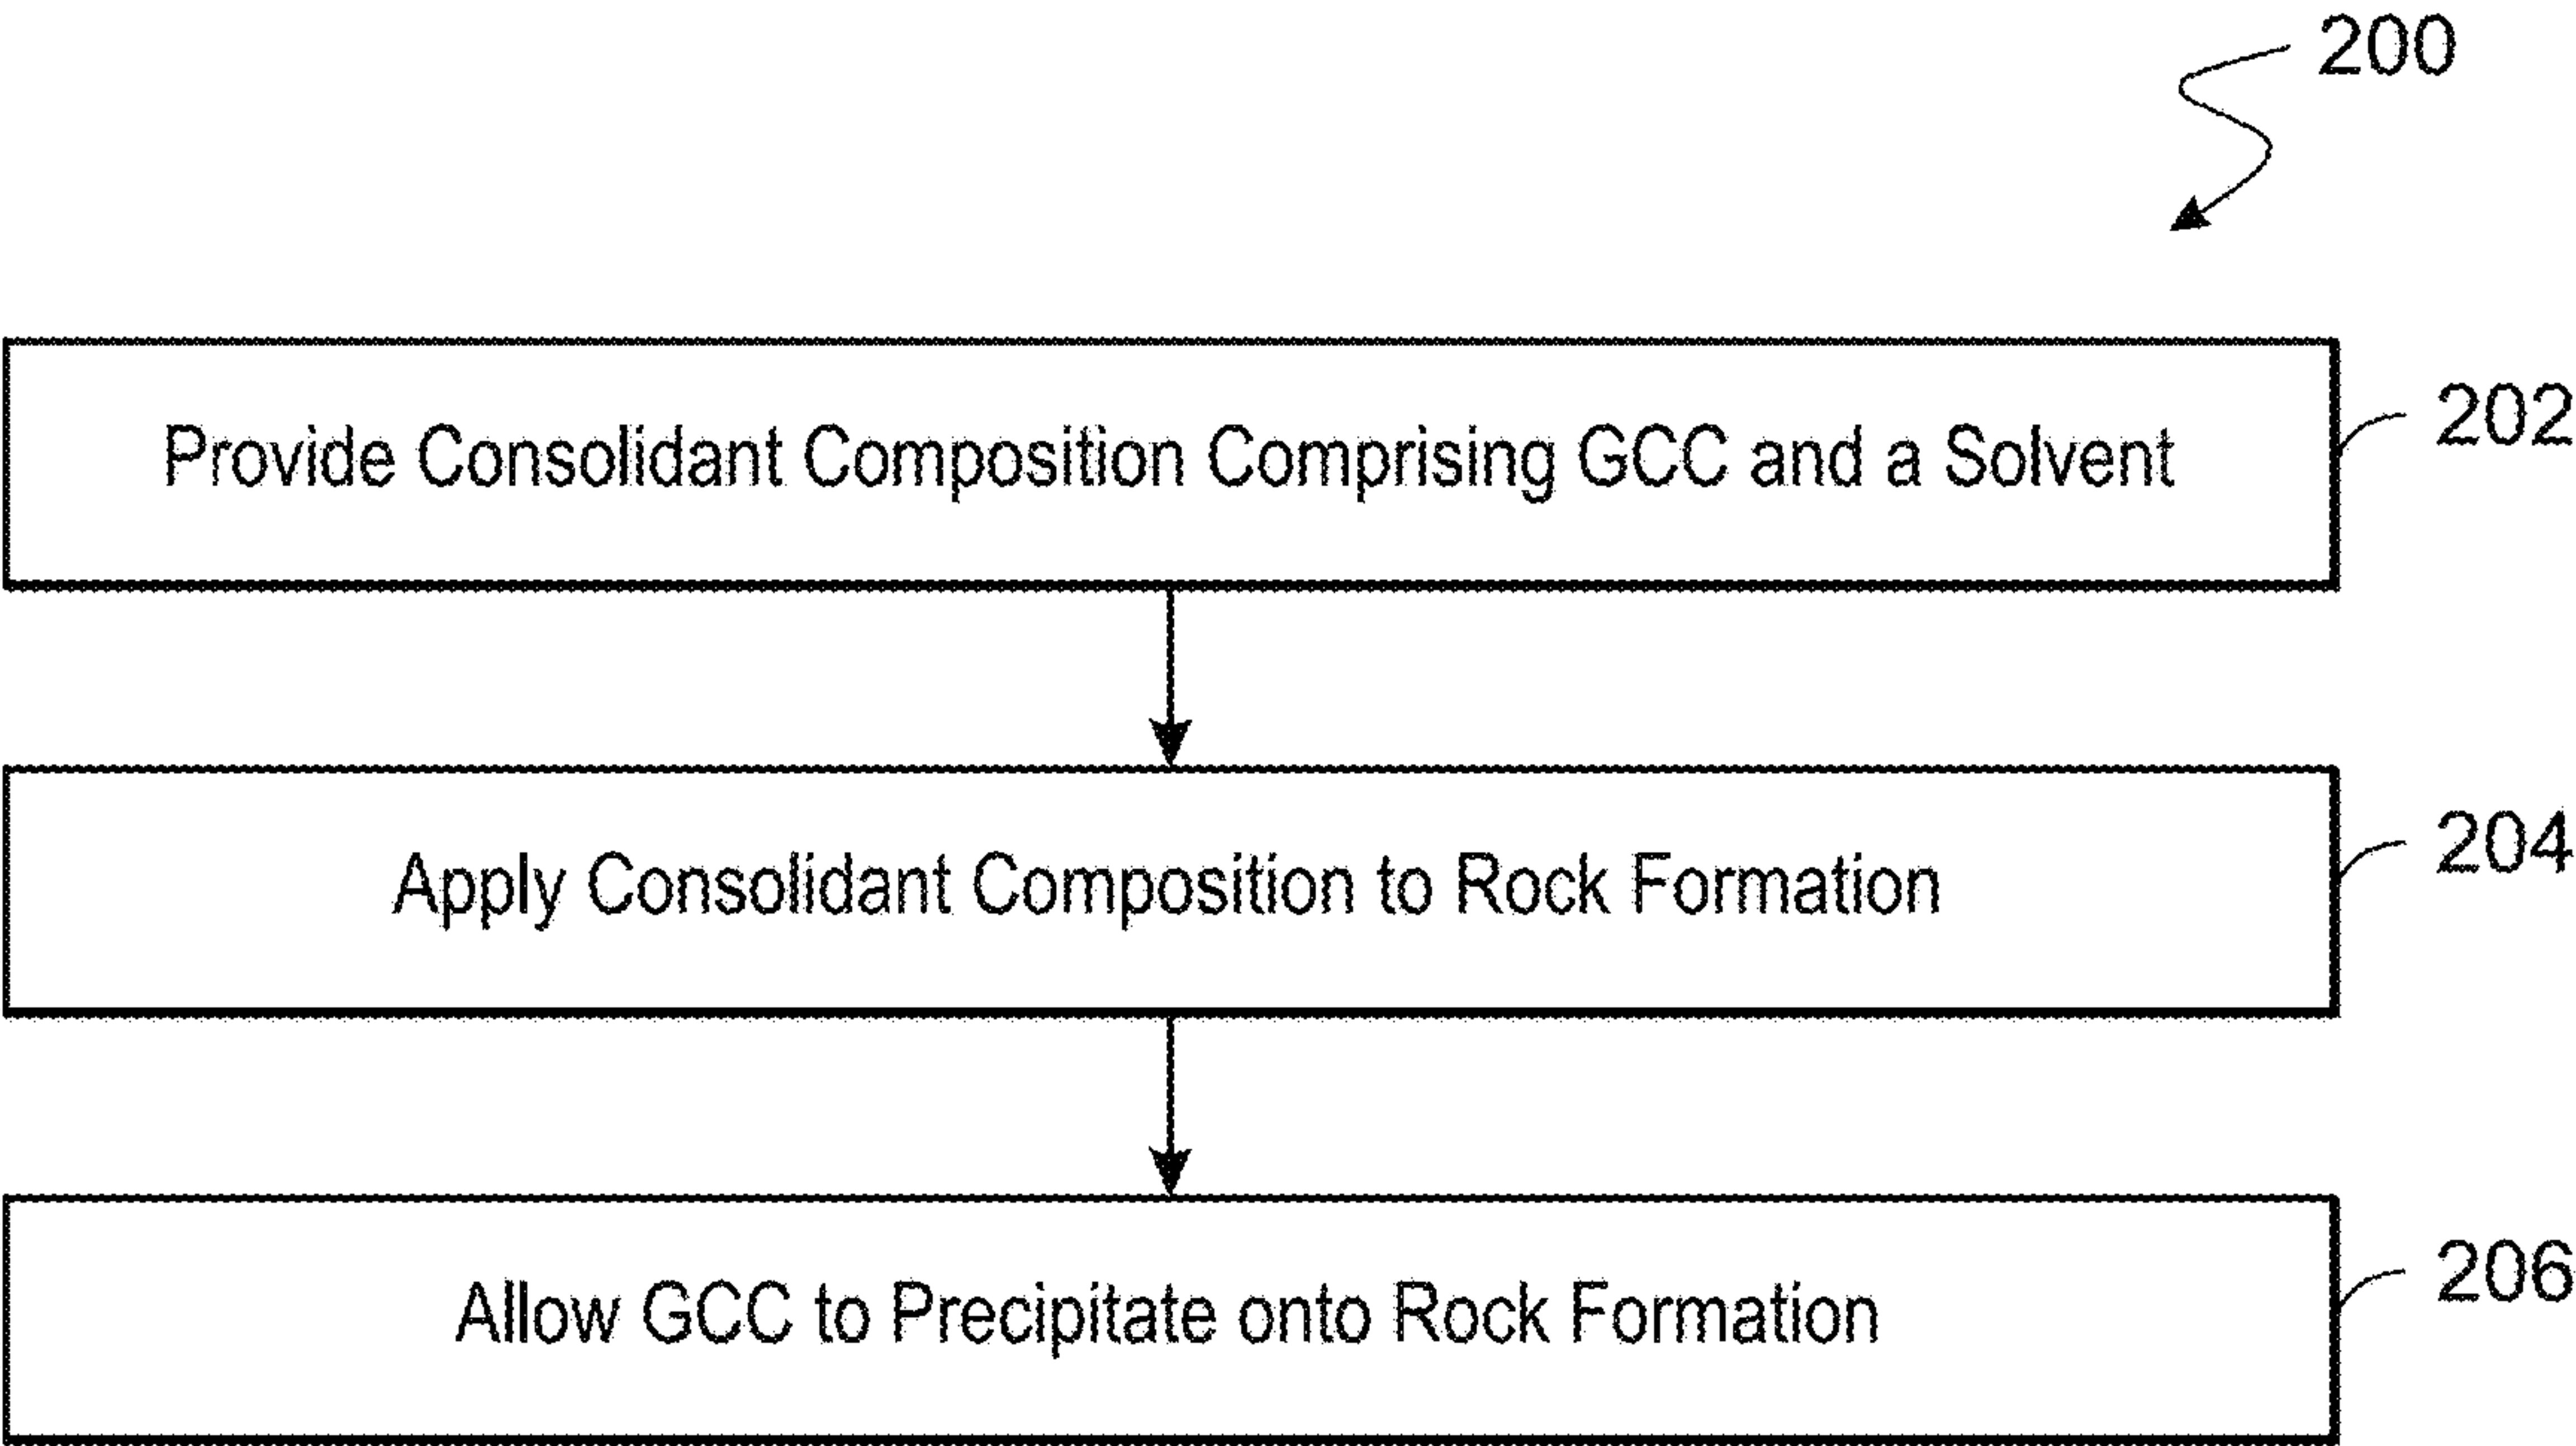 200
Provide Consolidant Composition Comprising GCC and a Solvent
202
Apply Consolidant Composition to Rock Formation
204
Allow GCC to Precipitate onto Rock Formation
206